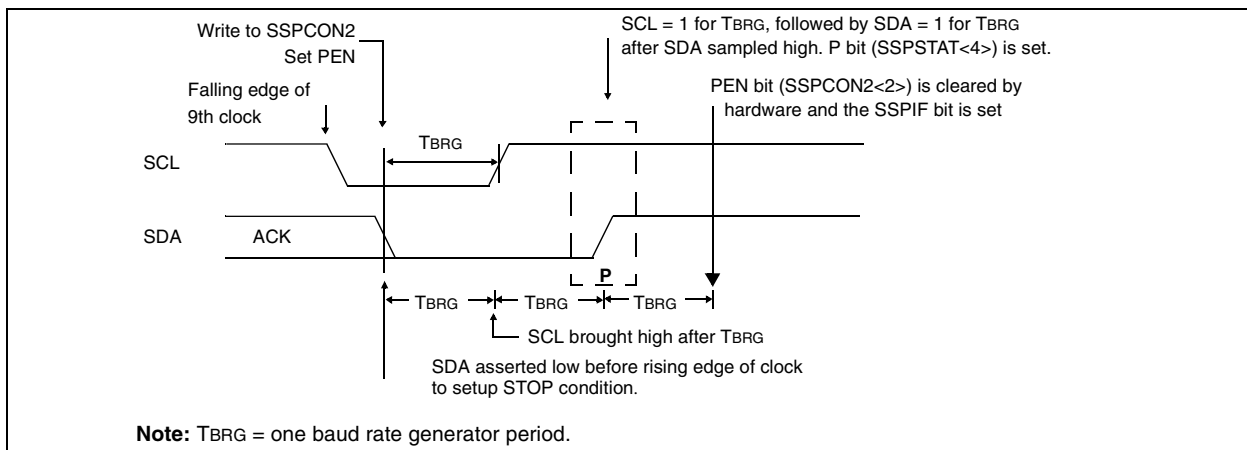 Write to SSPCON2
Set PEN
SCL = 1 for TBRG, followed by SDA = 1 for TBRG
after SDA sampled high. P bit (SSPSTAT<4>) is set.
Falling edge of
9th clock
PEN bit (SSPCON2<2>) is cleared by
hardware and the SSPIF bit is set
TBRG
SCL
SDA
ACK
P
TBRG
TBRG
TBRG
SCL brought high after TBRG
SDA asserted low before rising edge of clock
to setup STOP condition.
Note: TBRG = one baud rate generator period.